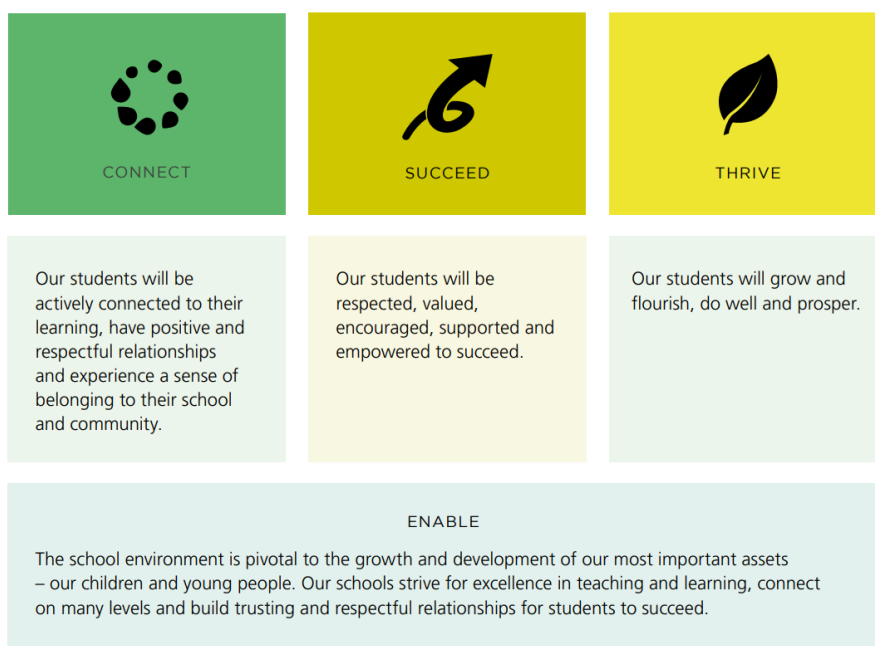 CONNECT
Our students will be
actively connected to their
learning, have positive and
respectful relationships
and experience a sense of
belonging to their school
and community.
SUCCEED
Our students will be
respected, valued,
encouraged, supported and
empowered to succeed.
THRIVE
Our students will grow and
flourish, do well and prosper.
ENABLE
The school environment is pivotal to the growth and development of our most important assets
– our children and young people. Our schools strive for excellence in teaching and learning, connect
on many levels and build trusting and respectful relationships for students to succeed.